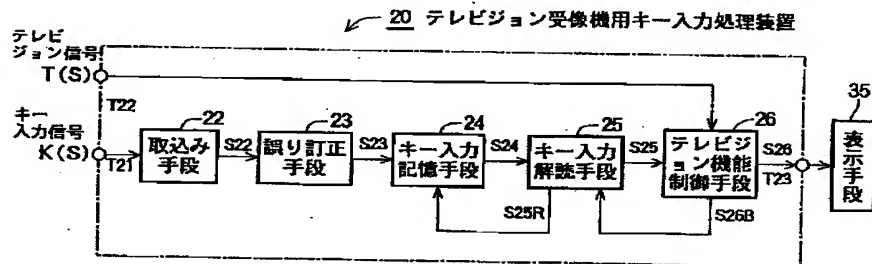 20 テレビジョン受像機用キー入力処理装置
テレビ
ジョン信号
T(S)
T22
キー
入力信号
K(S)
T21
22
取込み
手段
S22
23
誤り訂正
手段
S23
24
キー入力
記憶手段
S24
25
キー入力
解読手段
S25
26
テレビジ
ョン機能
制御手段
S26
T23
35
表示手段
S25R
S26B